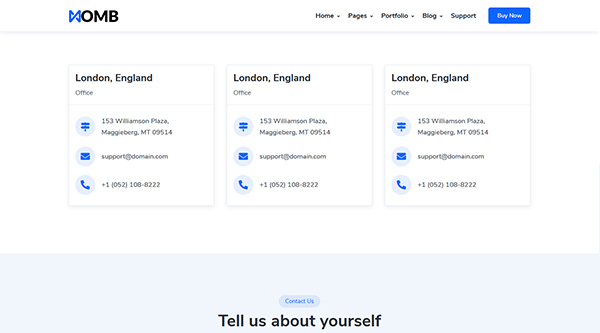 OMB Home Pages Portfolio Blog Support Buy Now
London, England London, England London, England
Office Office Office
153 Williamson Plaza, 153 Williamson Plaza, 153 Williamson Plaza,
Maggieberg, MT 09514 Maggieberg, MT 09514 Maggieberg, MT 09514
support@domain.com support@domain.com support@domain.com
+1 (052) 108-8222 +1 (052) 108-8222 +1 (052) 108-8222
Contact Us
Tell us about yourself